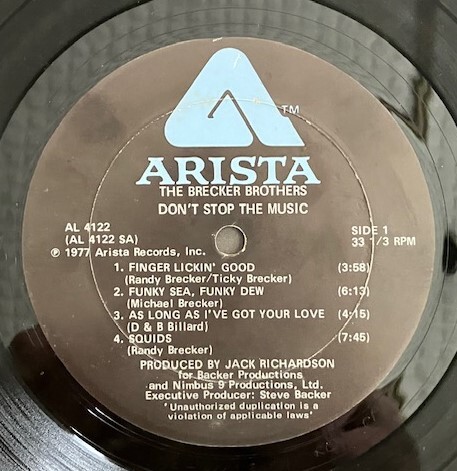 TM
ARISTA
THE BRECKER BROTHERS
DON'T STOP THE MUSIC
AL 4122 SIDE 1
(AL 4122 SA) 33 1/3 RPM
℗ 1977 Arista Records, Inc.
1. FINGER LICKIN' GOOD (3:58)
(Randy Brecker/Ticky Brecker)
2. FUNKY SEA, FUNKY DEW (6:13)
(Michael Brecker)
3. AS LONG AS I'VE GOT YOUR LOVE (4:15)
(D & B Billard)
4. SQUIDS (7:45)
(Randy Brecker)
PRODUCED BY JACK RICHARDSON
for Backer Productions
and Nimbus 9 Productions, Ltd.
Executive Producer: Steve Backer
"Unauthorized duplication is a
violation of applicable laws"